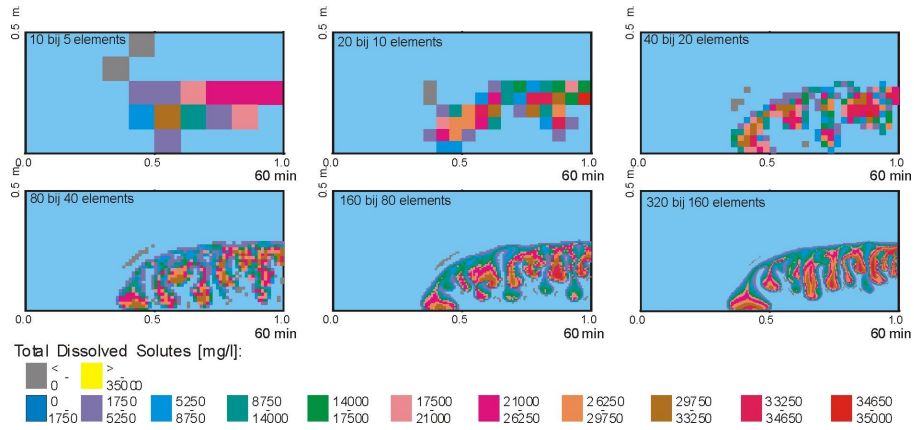 0.5 m.
10 bij 5 elements
0.0
0.5
1.0
60 min
0.5 m.
20 bij 10 elements
0.0
0.5
1.0
60 min
0.5 m.
40 bij 20 elements
0.0
0.5
1.0
60 min
0.5 m.
80 bij 40 elements
0.0
0.5
1.0
60 min
0.5 m.
160 bij 80 elements
0.0
0.5
1.0
60 min
0.5 m.
320 bij 160 elements
0.0
0.5
1.0
60 min
Total Dissolved Solutes [mg/l]:
< - 0
> - 35000
0 - 1750
1750 - 5250
5250 - 8750
8750 - 14000
14000 - 17500
17500 - 21000
21000 - 26250
26250 - 29750
29750 - 33250
33250 - 34650
34650 - 35000